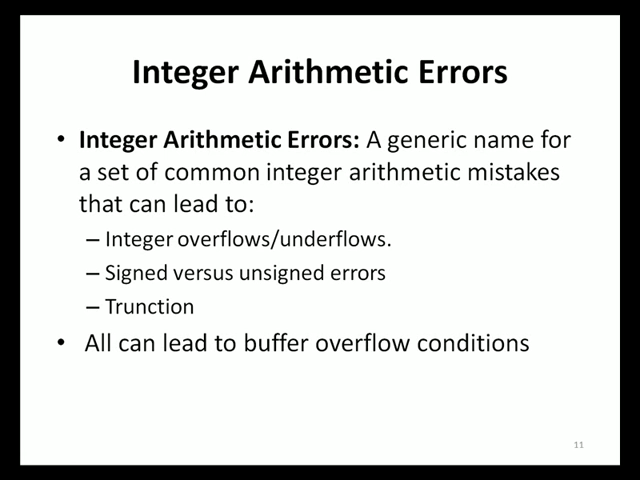 Integer Arithmetic Errors
• Integer Arithmetic Errors: A generic name for
a set of common integer arithmetic mistakes
that can lead to:
– Integer overflows/underflows.
– Signed versus unsigned errors
– Trunction
• All can lead to buffer overflow conditions
11